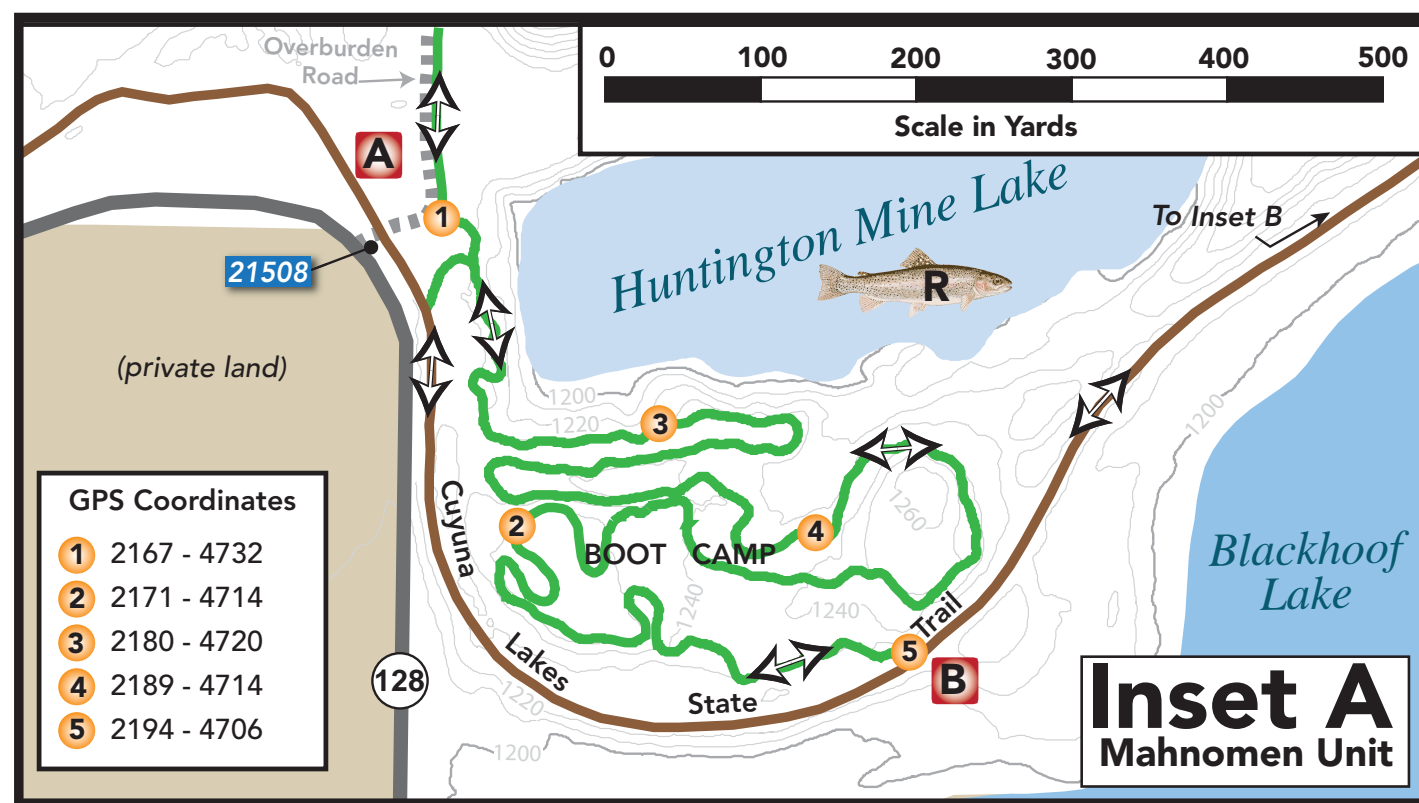 Overburden
Road
0 100 200 300 400 500
Scale in Yards
A
1
21508
Huntington Mine Lake
R
To Inset B
(private land)
1200
1220
3
1200
1260
2
4
BOOT CAMP
1240
1240
Blackhoof
Lake
Cuyuna
Lakes
State
Trail
5
B
128
1220
1200
GPS Coordinates
1 2167 - 4732
2 2171 - 4714
3 2180 - 4720
4 2189 - 4714
5 2194 - 4706
Inset A
Mahnomen Unit